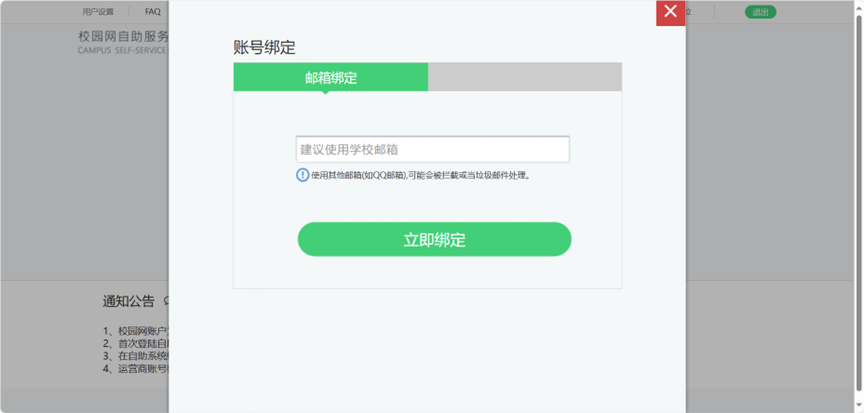 用户设置 FAQ 退出
校园网自助服务
CAMPUS SELF-SERVICE
账号绑定
邮箱绑定
建议使用学校邮箱
使用其他邮箱(如QQ邮箱),可能会被拦截或当垃圾邮件处理。
立即绑定
通知公告
1、校园网账户
2、首次登陆自
3、在自助系统
4、运营商账号